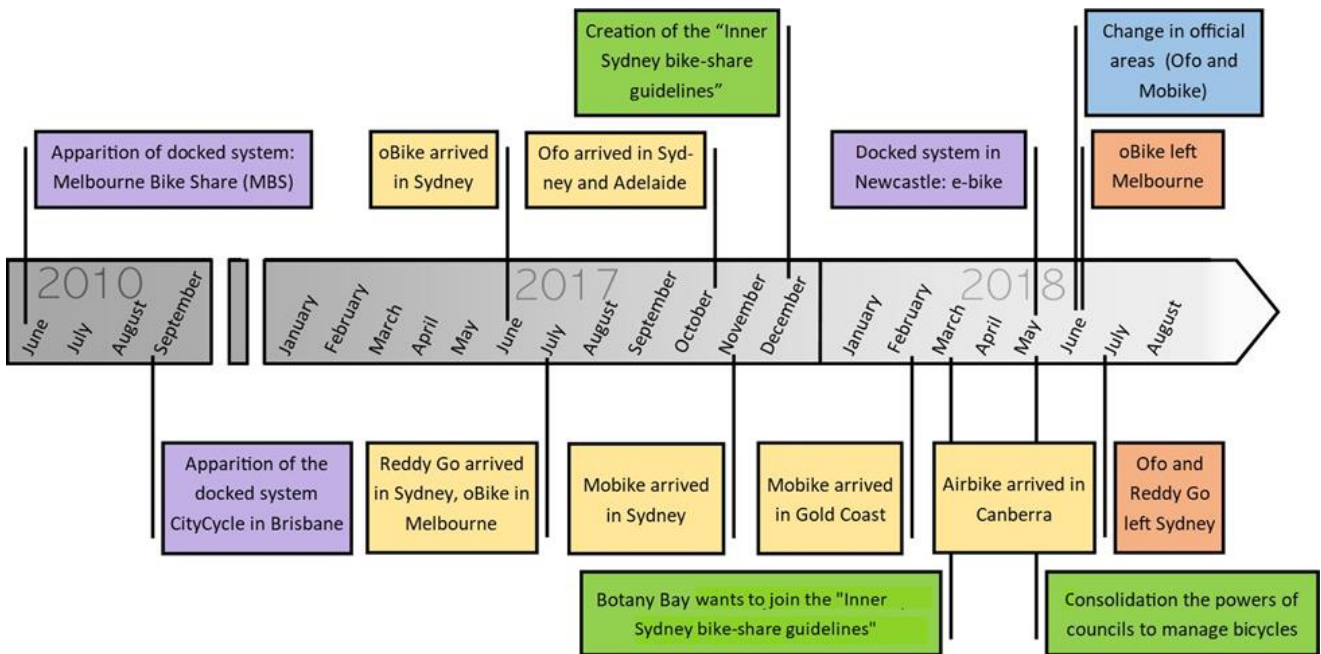 Creation of the “Inner
Sydney bike-share
guidelines”
Change in official
areas (Ofo and
Mobike)
Apparition of docked system:
Melbourne Bike Share (MBS)
oBike arrived
in Sydney
Ofo arrived in Syd-
ney and Adelaide
Docked system in
Newcastle: e-bike
oBike left
Melbourne
2010
2017
2018
June
July
August
September
January
February
March
April
May
June
July
August
September
October
November
December
January
February
March
April
May
June
July
August
Apparition of the
docked system
CityCycle in Brisbane
Reddy Go arrived
in Sydney, oBike in
Melbourne
Mobike arrived
in Sydney
Mobike arrived
in Gold Coast
Airbike arrived in
Canberra
Ofo and
Reddy Go
left Sydney
Botany Bay wants to join the "Inner
Sydney bike-share guidelines"
Consolidation the powers of
councils to manage bicycles